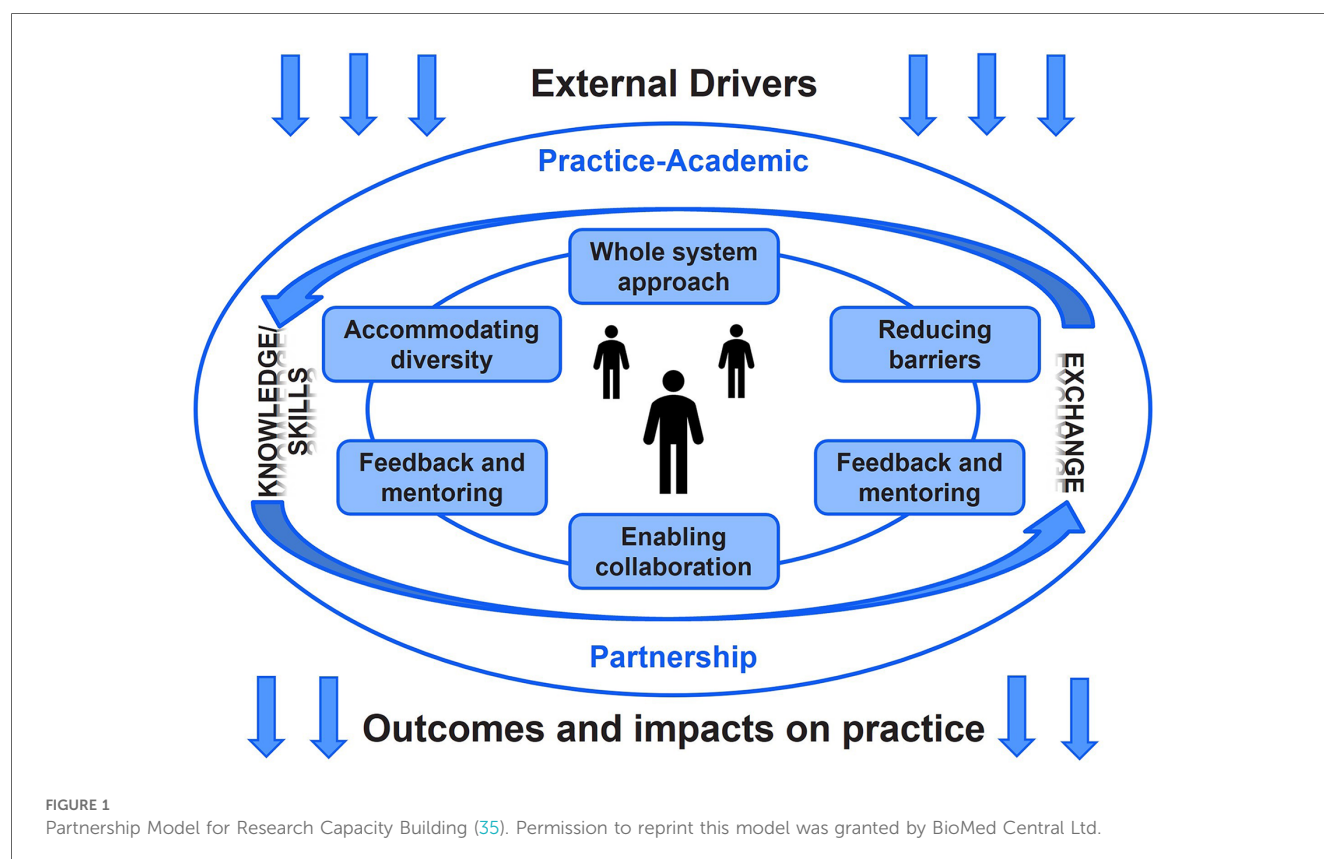 External Drivers
Practice-Academic
Whole system
approach
Accommodating
diversity
Reducing
barriers
KNOWLEDGE/
SKILLS
EXCHANGE
Feedback and
mentoring
Feedback and
mentoring
Enabling
collaboration
Partnership
Outcomes and impacts on practice
FIGURE 1
Partnership Model for Research Capacity Building (35). Permission to reprint this model was granted by BioMed Central Ltd.